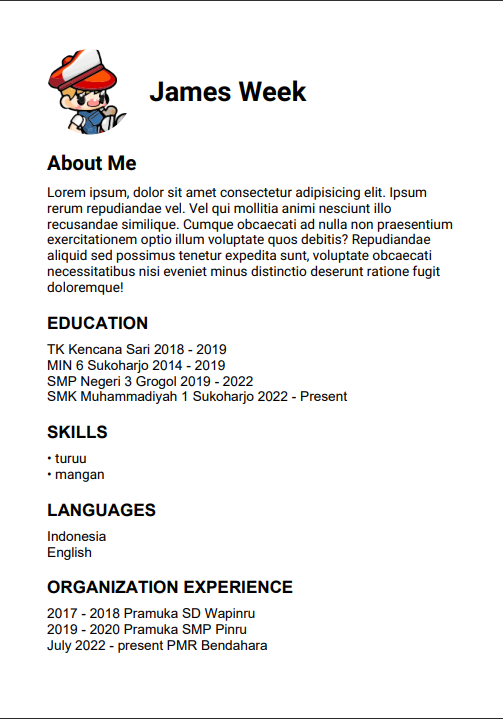 James Week
About Me
Lorem ipsum, dolor sit amet consectetur adipisicing elit. Ipsum
rerum repudiandae vel. Vel qui mollitia animi nesciunt illo
recusandae similique. Cumque obcaecati ad nulla non praesentium
exercitationem optio illum voluptate quos debitis? Repudiandae
aliquid sed possimus tenetur expedita sunt, voluptate obcaecati
necessitatibus nisi eveniet minus distinctio deserunt ratione fugit
doloremque!
EDUCATION
TK Kencana Sari 2018 - 2019
MIN 6 Sukoharjo 2014 - 2019
SMP Negeri 3 Grogol 2019 - 2022
SMK Muhammadiyah 1 Sukoharjo 2022 - Present
SKILLS
• turuu
• mangan
LANGUAGES
Indonesia
English
ORGANIZATION EXPERIENCE
2017 - 2018 Pramuka SD Wapinru
2019 - 2020 Pramuka SMP Pinru
July 2022 - present PMR Bendahara